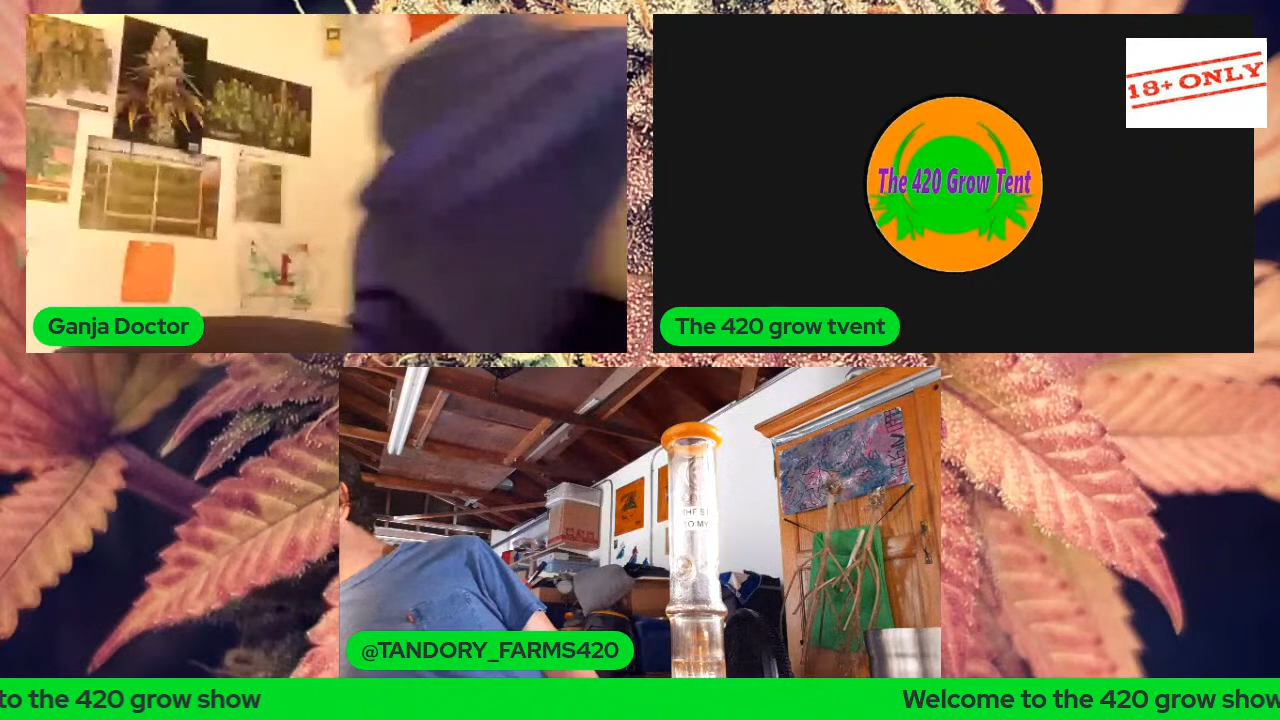 18+ ONLY
The 420 Grow Tent
Ganja Doctor
The 420 grow tvent
@TANDORY_FARMS420
to the 420 grow show
Welcome to the 420 grow show